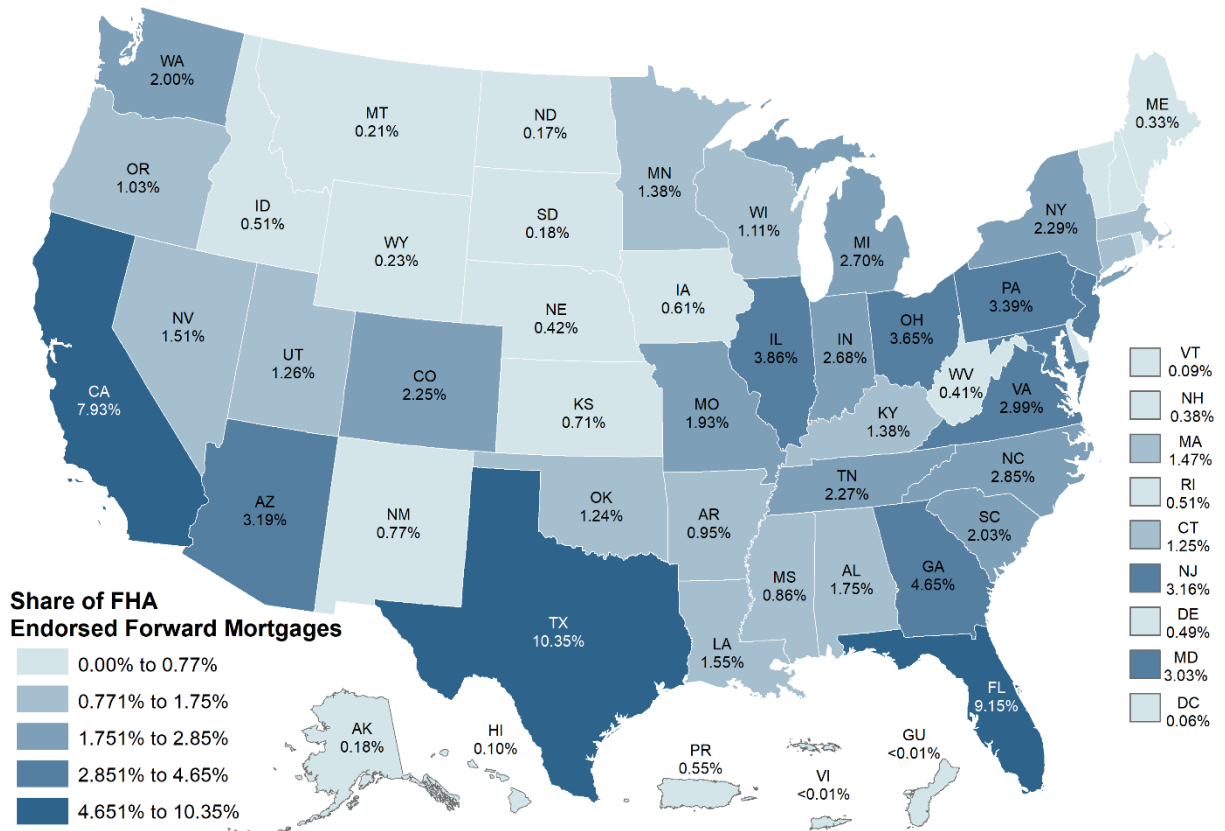 WA
2.00%
MT
0.21%
ND
0.17%
ME
0.33%
OR
1.03%
ID
0.51%
MN
1.38%
SD
0.18%
WI
1.11%
MI
2.70%
NY
2.29%
WY
0.23%
PA
3.39%
NV
1.51%
UT
1.26%
NE
0.42%
IA
0.61%
IL
3.86%
IN
2.68%
OH
3.65%
CA
7.93%
CO
2.25%
KS
0.71%
MO
1.93%
KY
1.38%
WV
0.41%
VA
2.99%
AZ
3.19%
NM
0.77%
OK
1.24%
AR
0.95%
TN
2.27%
NC
2.85%
SC
2.03%
MS
0.86%
AL
1.75%
GA
4.65%
TX
10.35%
LA
1.55%
FL
9.15%
VT
0.09%
NH
0.38%
MA
1.47%
RI
0.51%
CT
1.25%
NJ
3.16%
DE
0.49%
MD
3.03%
DC
0.06%
Share of FHA
Endorsed Forward Mortgages
0.00% to 0.77%
0.771% to 1.75%
1.751% to 2.85%
2.851% to 4.65%
4.651% to 10.35%
AK
0.18%
HI
0.10%
PR
0.55%
VI
<0.01%
GU
<0.01%